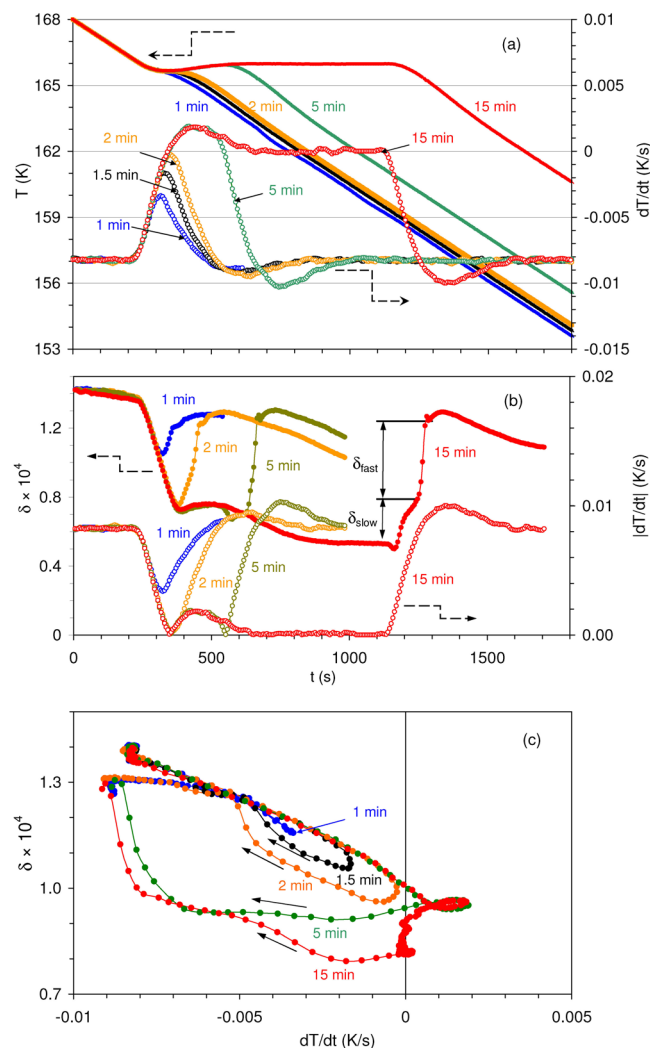 168
165
162
159
156
153
T (K)
(a)
1 min
2 min
5 min
15 min
2 min
1.5 min
1 min
5 min
15 min
0.01
0.005
0
-0.005
-0.01
-0.015
dT/dt (K/s)
(b)
1.2
0.8
0.4
0
δ × 10⁴
1 min
2 min
5 min
15 min
δfast
δslow
1 min
2 min
5 min
15 min
0.02
0.01
0.00
|dT/dt| (K/s)
0
500
1000
1500
t (s)
(c)
1.3
1.0
0.7
δ × 10⁴
1 min
1.5 min
2 min
5 min
15 min
-0.01
-0.005
0
0.005
dT/dt (K/s)